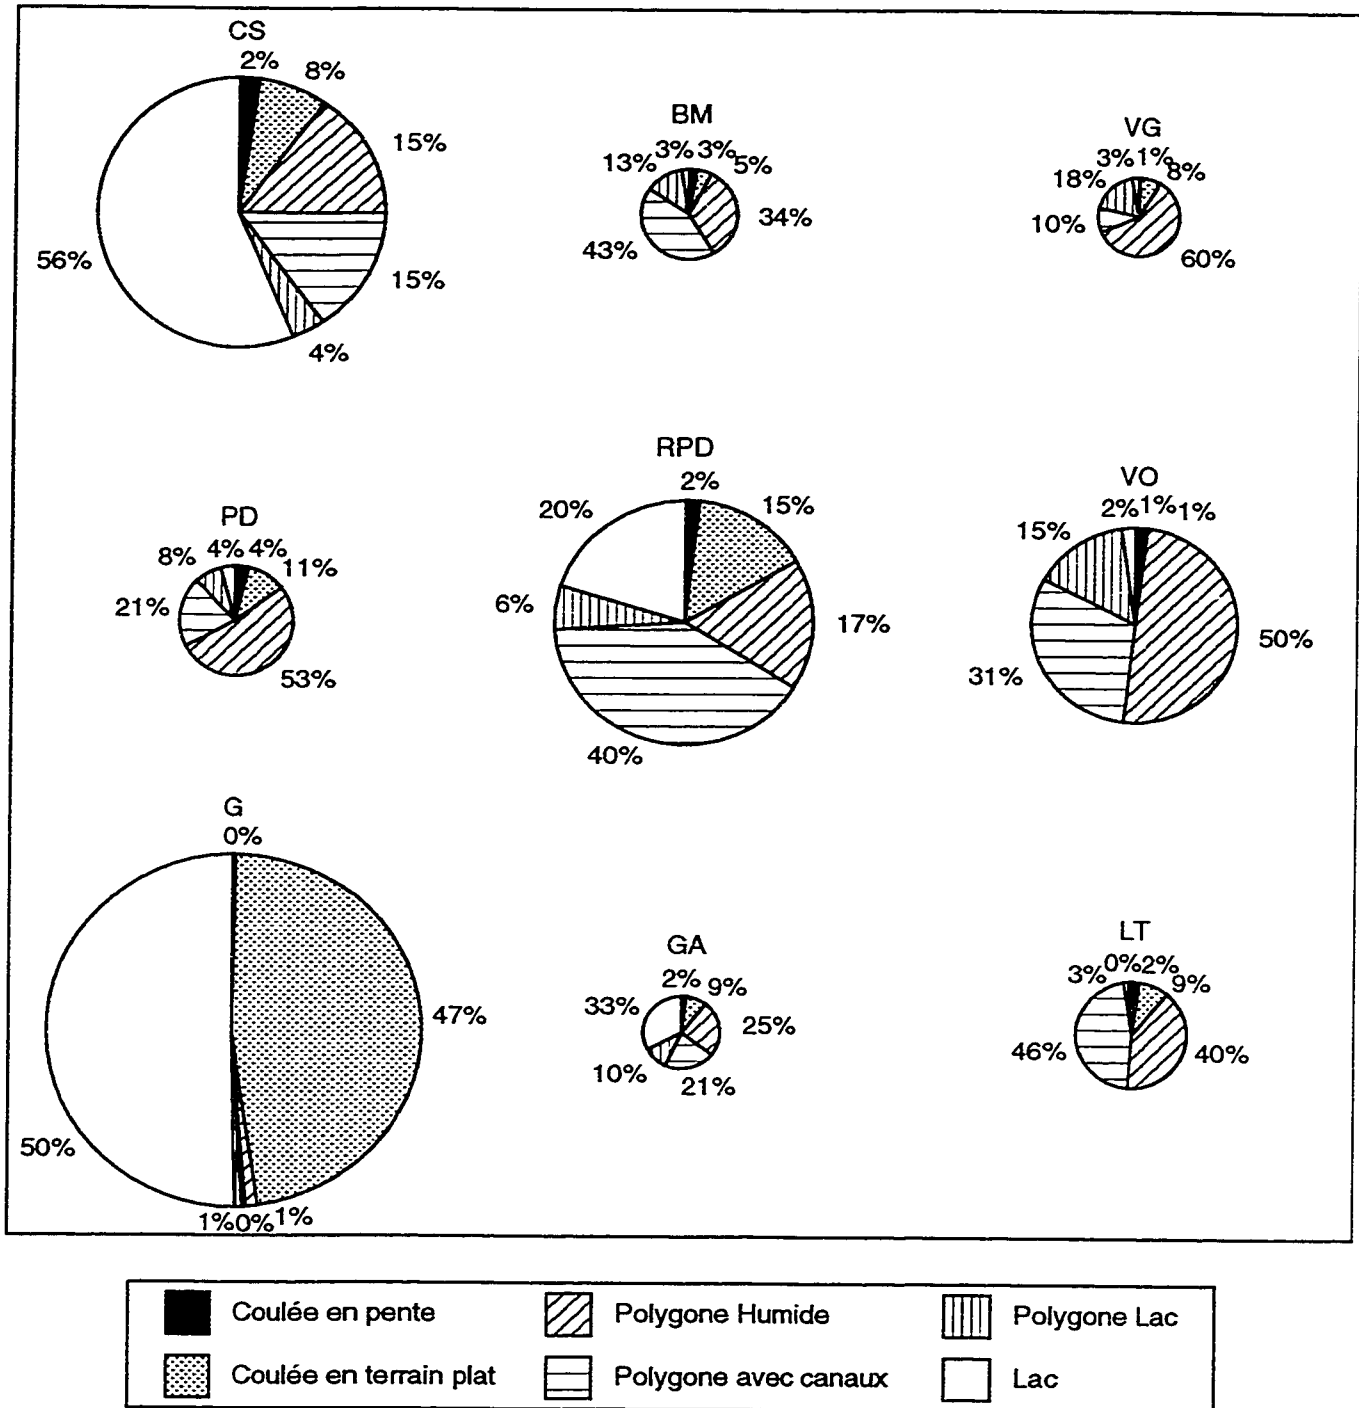 CS
2%
8%
15%
15%
4%
56%
BM
13% 3% 3% 5%
34%
43%
VG
18% 3% 1% 8%
10%
60%
PD
8% 4% 4% 11%
21%
53%
RPD
2%
15%
20%
6%
17%
40%
VO
2% 1% 1%
15%
50%
31%
G
0%
47%
50%
1% 0% 1%
GA
2% 9%
33%
25%
10%
21%
LT
3% 0% 2% 9%
46%
40%
Coulée en pente
Polygone Humide
Polygone Lac
Coulée en terrain plat
Polygone avec canaux
Lac